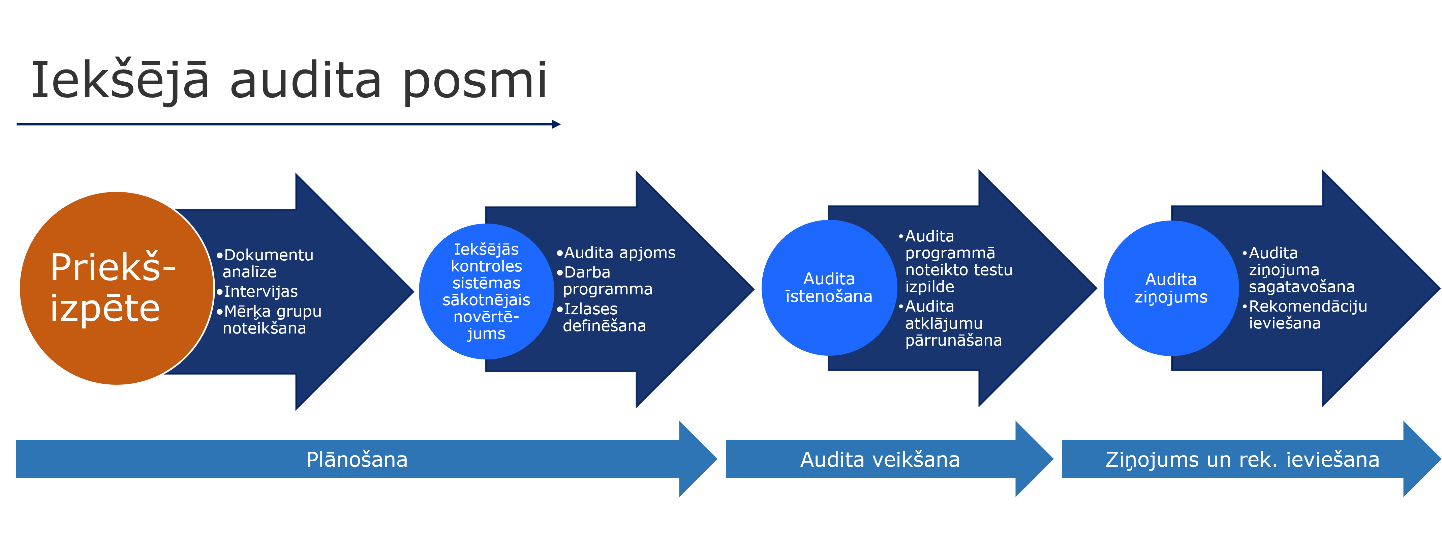 Iekšējā audita posmi
Priekš-
izpēte
•Dokumentu
analīze
•Intervijas
•Mērķa grupu
noteikšana
Iekšējās
kontroles
sistēmas
sākotnējais
novērtē-
jums
•Audita apjoms
•Darba
programma
•Izlases
definēšana
Audita
īstenošana
•Audita
programmā
noteikto testu
izpilde
•Audita
atklājumu
pārrunāšana
Audita
ziņojums
•Audita
ziņojuma
sagatavošana
•Rekomendāciju
ieviešana
Plānošana
Audita veikšana
Ziņojums un rek. ieviešana